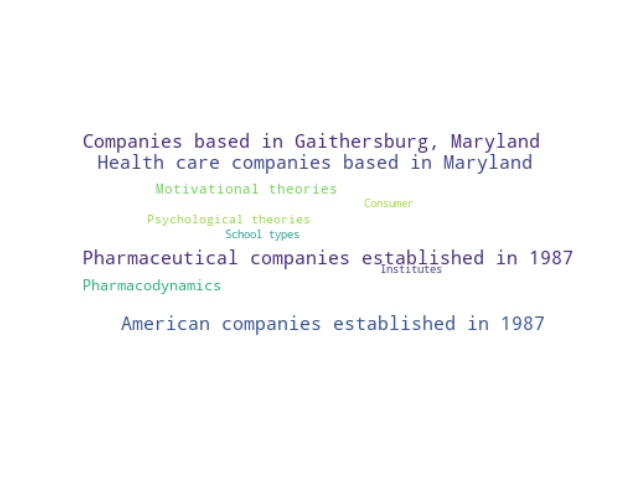 Companies based in Gaithersburg, Maryland
Health care companies based in Maryland
Motivational theories
Consumer
Psychological theories
School types
Pharmaceutical companies established in 1987
Institutes
Pharmacodynamics
American companies established in 1987